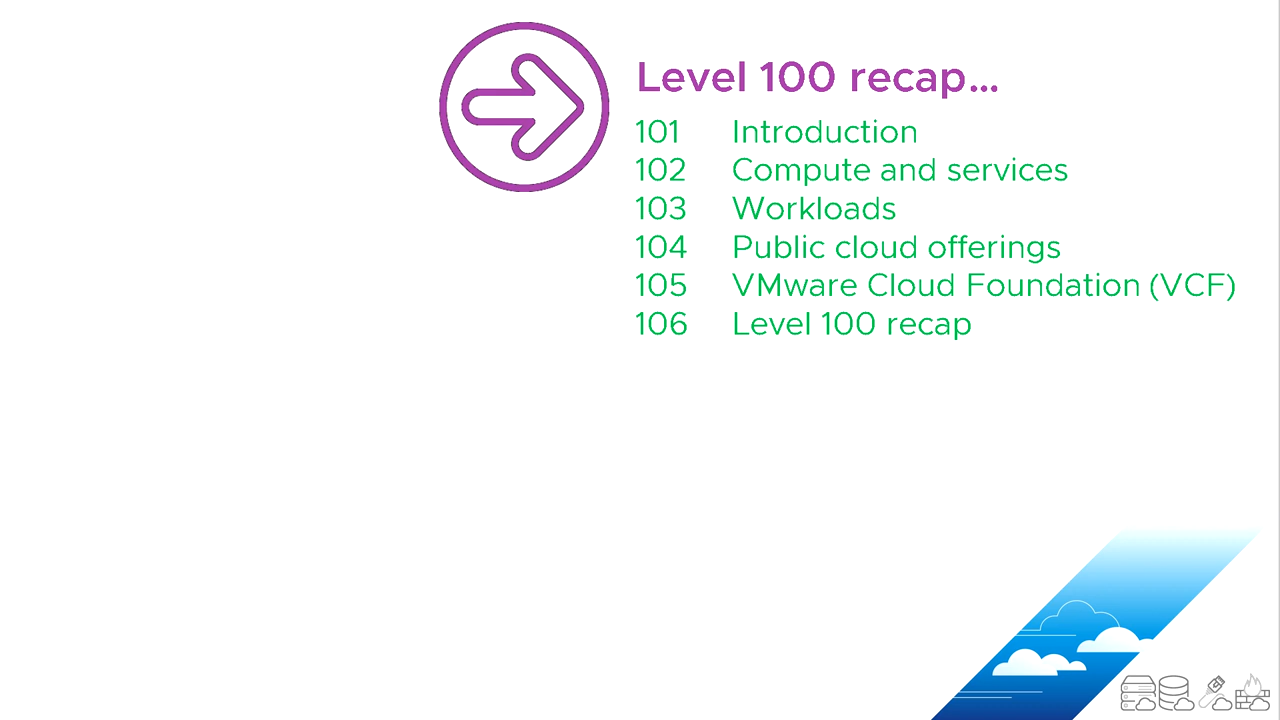 Level 100 recap...
101 Introduction
102 Compute and services
103 Workloads
104 Public cloud offerings
105 VMware Cloud Foundation (VCF)
106 Level 100 recap